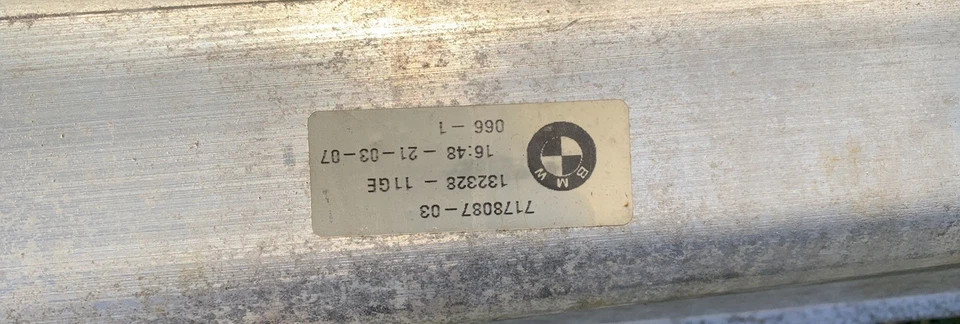 BMW
7178087-03
132328 - 11GE
16:48 - 21-03-07
066 - 1